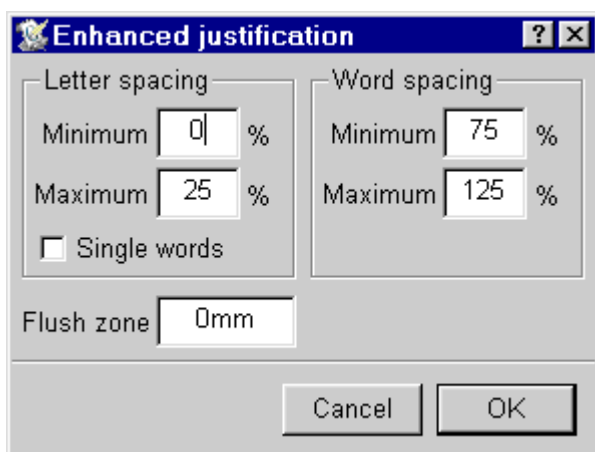 Enhanced justification ? ×
Letter spacing
Minimum 0 %
Maximum 25 %
Single words
Word spacing
Minimum 75 %
Maximum 125 %
Flush zone 0mm
Cancel OK